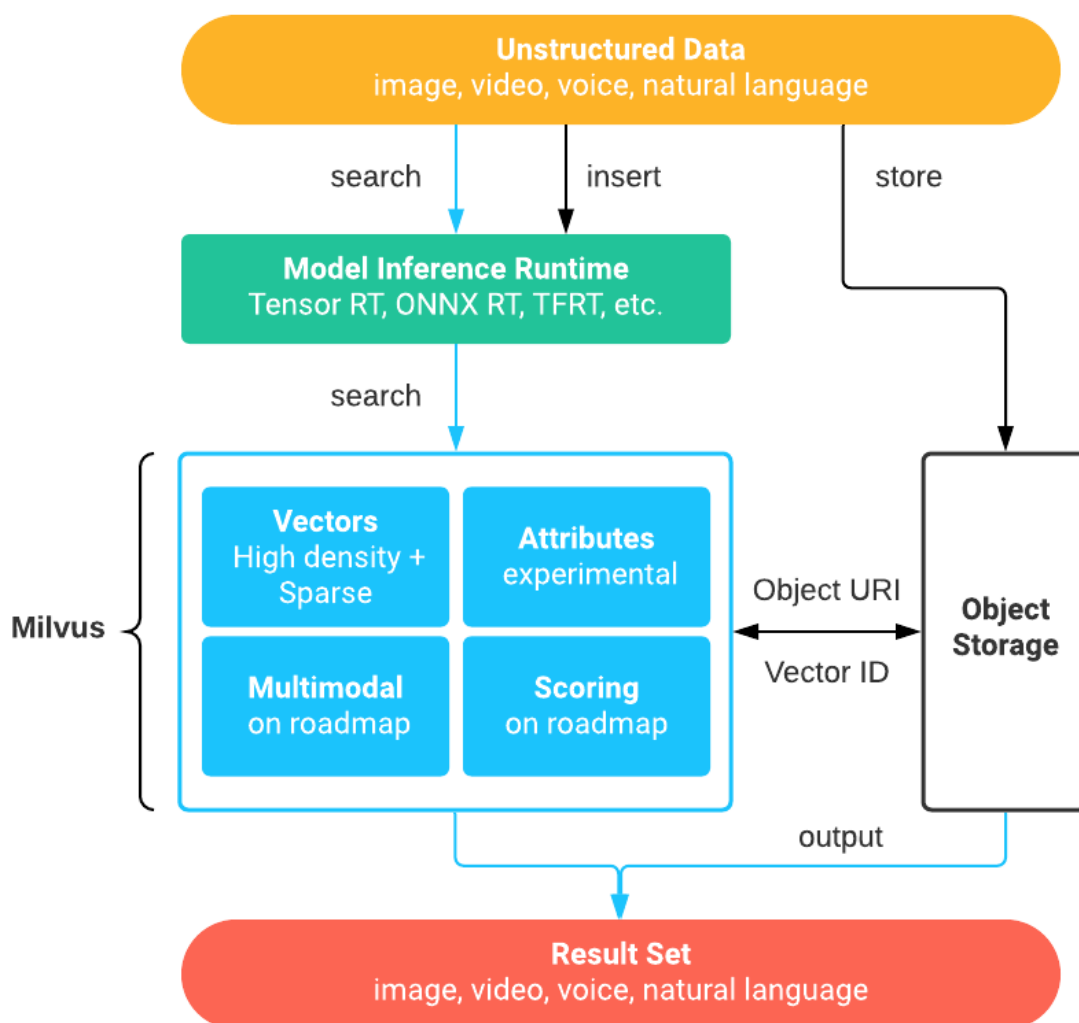 Unstructured Data
image, video, voice, natural language
search
insert
store
Model Inference Runtime
Tensor RT, ONNX RT, TFRT, etc.
search
Milvus
Vectors
High density +
Sparse
Attributes
experimental
Multimodal
on roadmap
Scoring
on roadmap
Object URI
Vector ID
Object
Storage
output
Result Set
image, video, voice, natural language